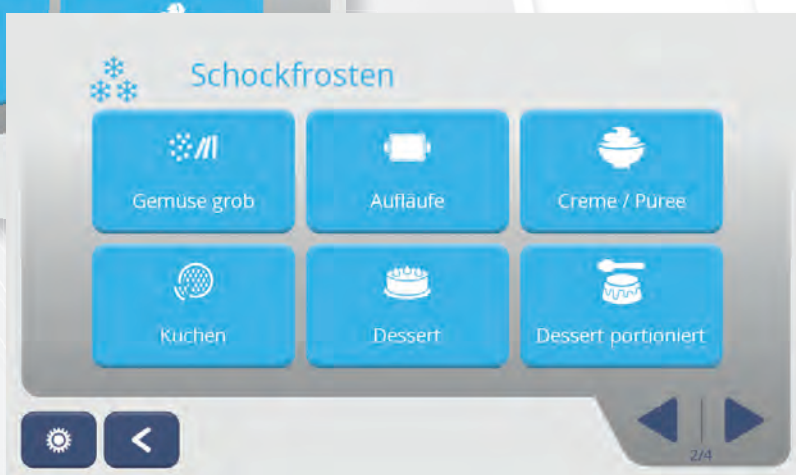 Schockfrosten
Gemüse grob
Aufläufe
Creme / Püree
Kuchen
Dessert
Dessert portioniert
2/4